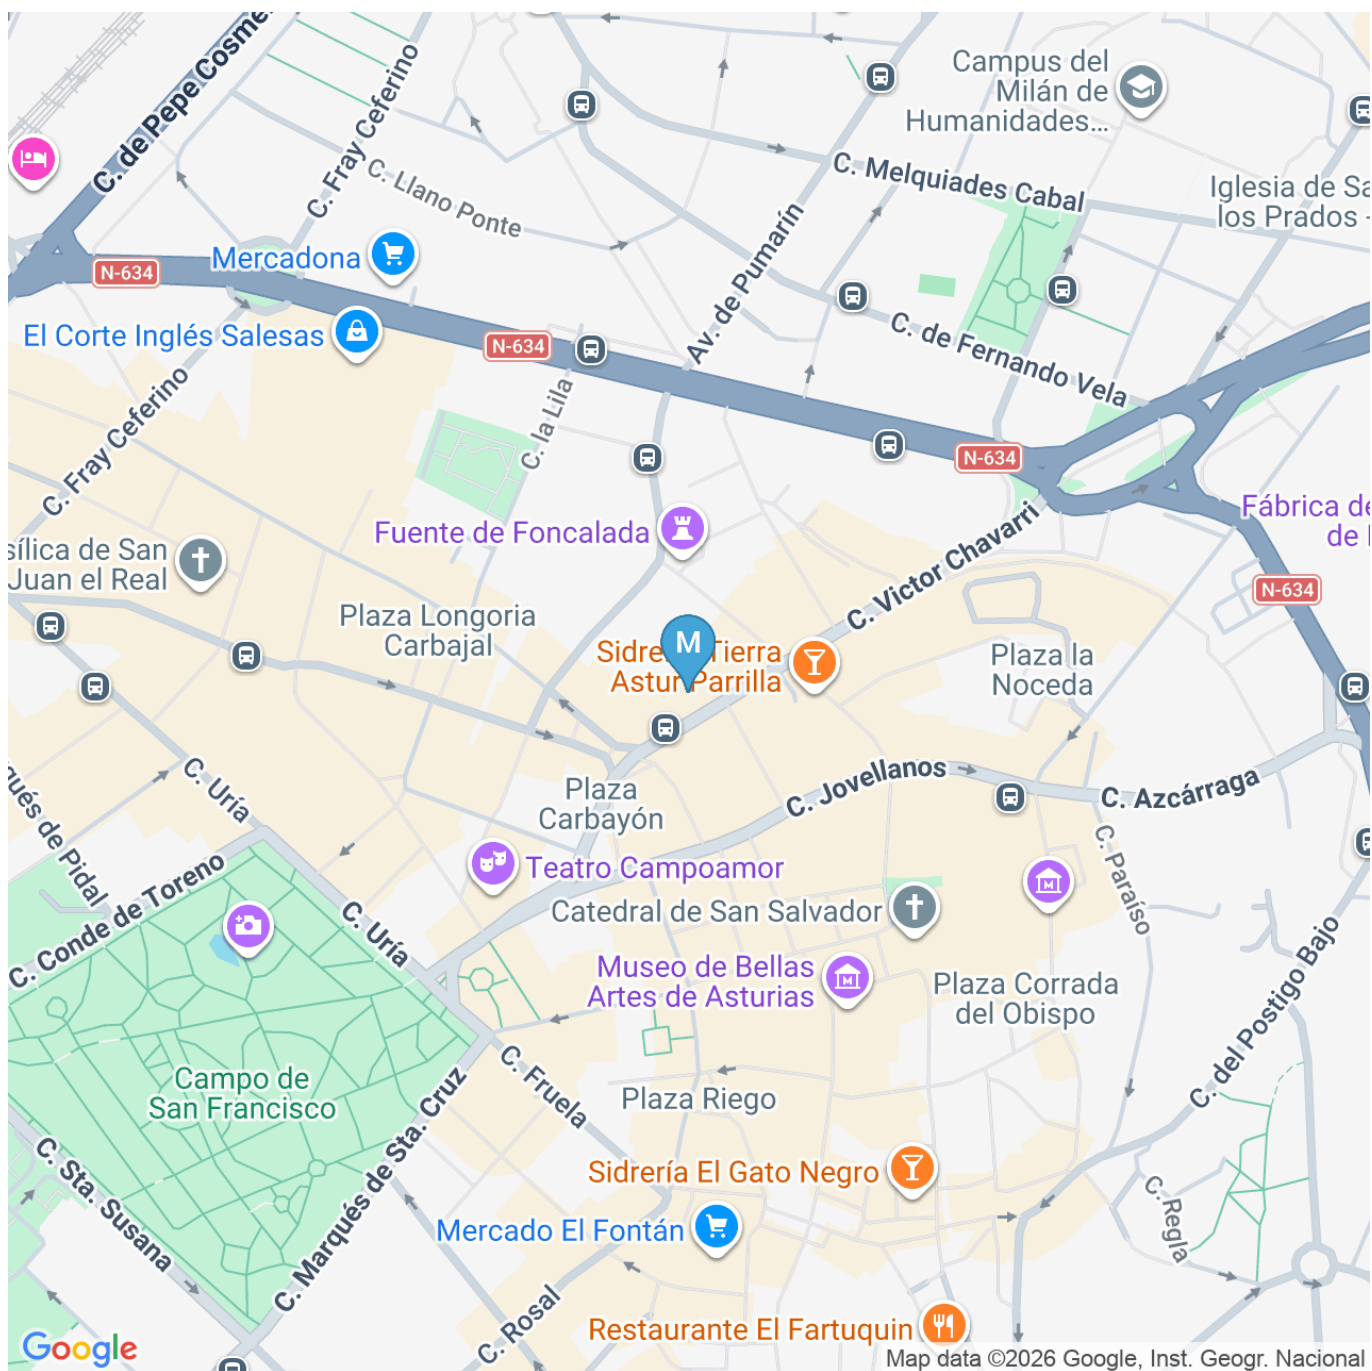 C. de Pepe Cosme
C. Fray Ceferino
Campus del
Milán de
Humanidades...
C. Llano Ponte
C. Melquiades Cabal
Iglesia de Sa
los Prados -
Mercadona
N-634
Av. de Pumarín
El Corte Inglés Salesas
N-634
C. de Fernando Vela
C. Fray Ceferino
C. la Lila
N-634
Fuente de Foncalada
Fábrica de
de
C. Victor Chavarri
sílica de San
Juan el Real
N-634
Plaza Longoria
Carbajal
M
Sidre Tierra
Astur Parrilla
Plaza la
Noceda
C. Uría
Plaza
Carbayón
C. Jovellanos
C. Azcárraga
qués de Pidal
C. Paraíso
Teatro Campoamor
C. Conde de Toreno
C. Uría
Catedral de San Salvador
Museo de Bellas
Artes de Asturias
Plaza Corrada
del Obispo
C. del Postigo Bajo
Campo de
San Francisco
C. Fruela
Plaza Riego
C. Sta. Susana
C. Marqués de Sta. Cruz
Sidrería El Gato Negro
C. Regla
Mercado El Fontán
C. Rosal
Restaurante El Fartuquin
Google
Map data ©2026 Google, Inst. Geogr. Nacional